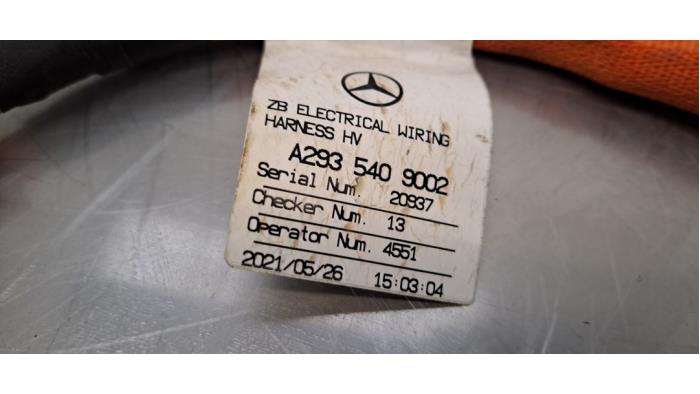 ZB ELECTRICAL WIRING
HARNESS HV
A293 540 9002
Serial Num. 20937
Checker Num. 13
Operator Num. 4551
2021/05/26 15:03:04